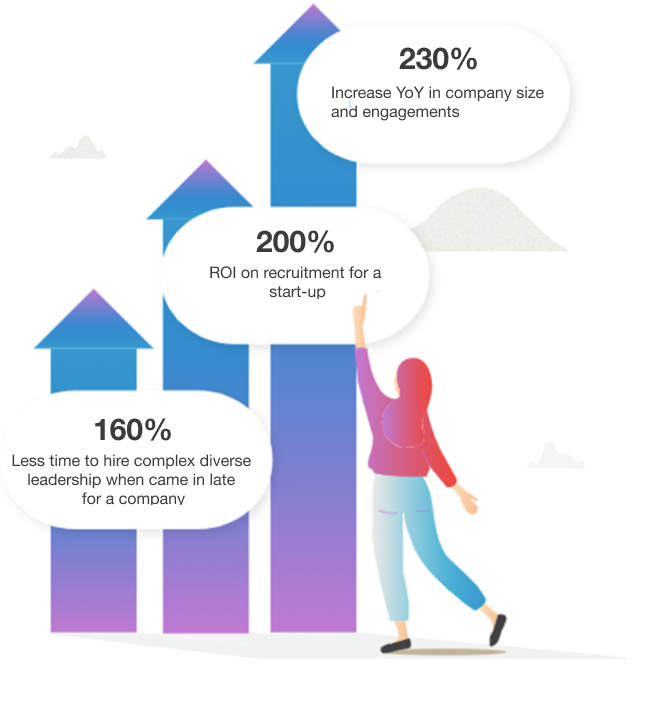 230%
Increase YoY in company size
and engagements
200%
ROI on recruitment for a
start-up
160%
Less time to hire complex diverse
leadership when came in late
for a company